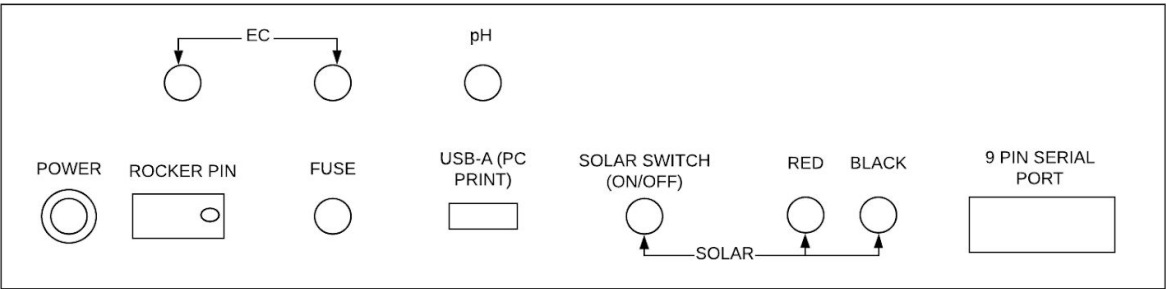 EC
pH
POWER
ROCKER PIN
FUSE
USB-A (PC
PRINT)
SOLAR SWITCH
(ON/OFF)
RED
BLACK
9 PIN SERIAL
PORT
SOLAR